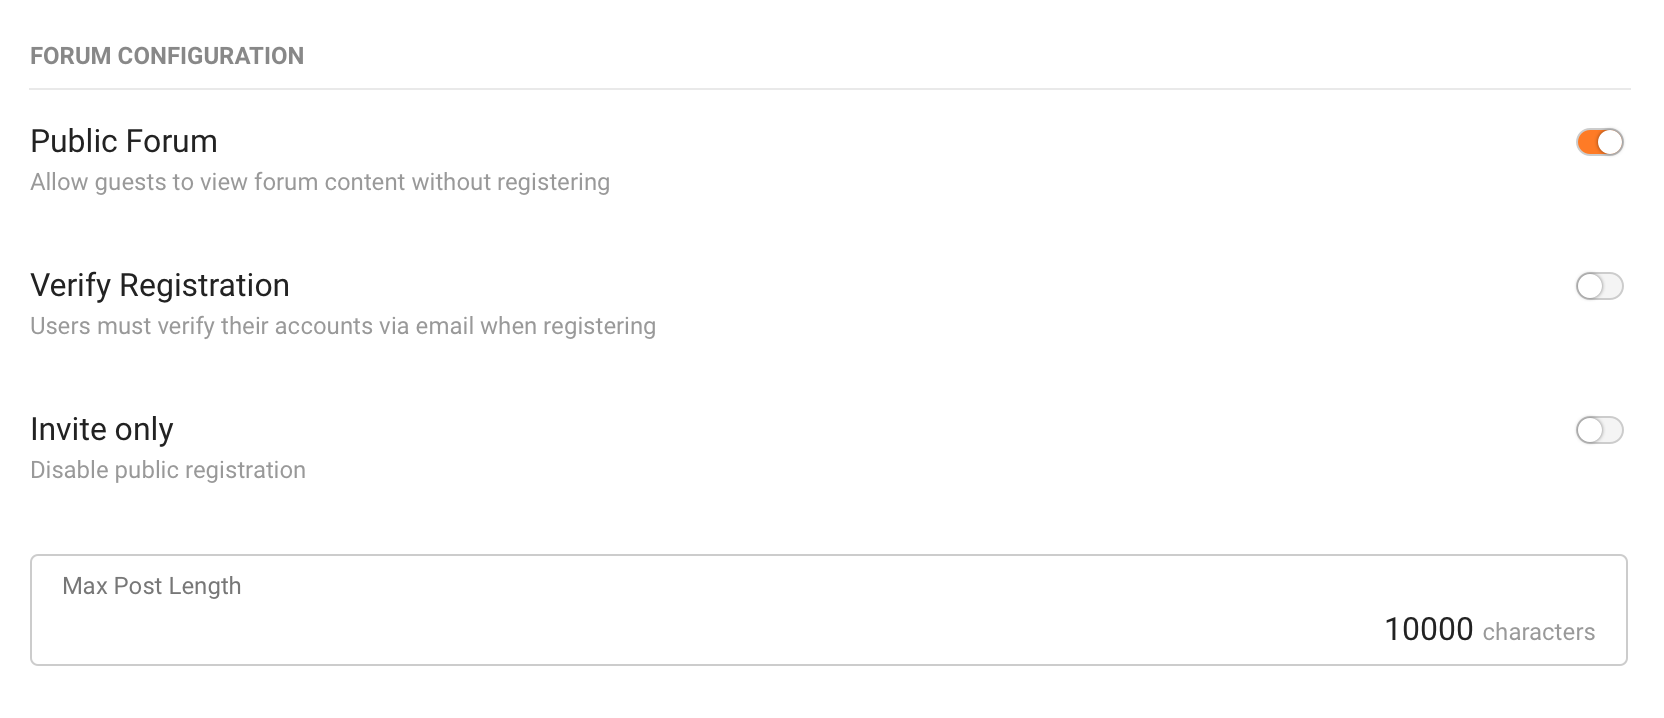 FORUM CONFIGURATION
Public Forum
Allow guests to view forum content without registering
Verify Registration
Users must verify their accounts via email when registering
Invite only
Disable public registration
Max Post Length
10000 characters